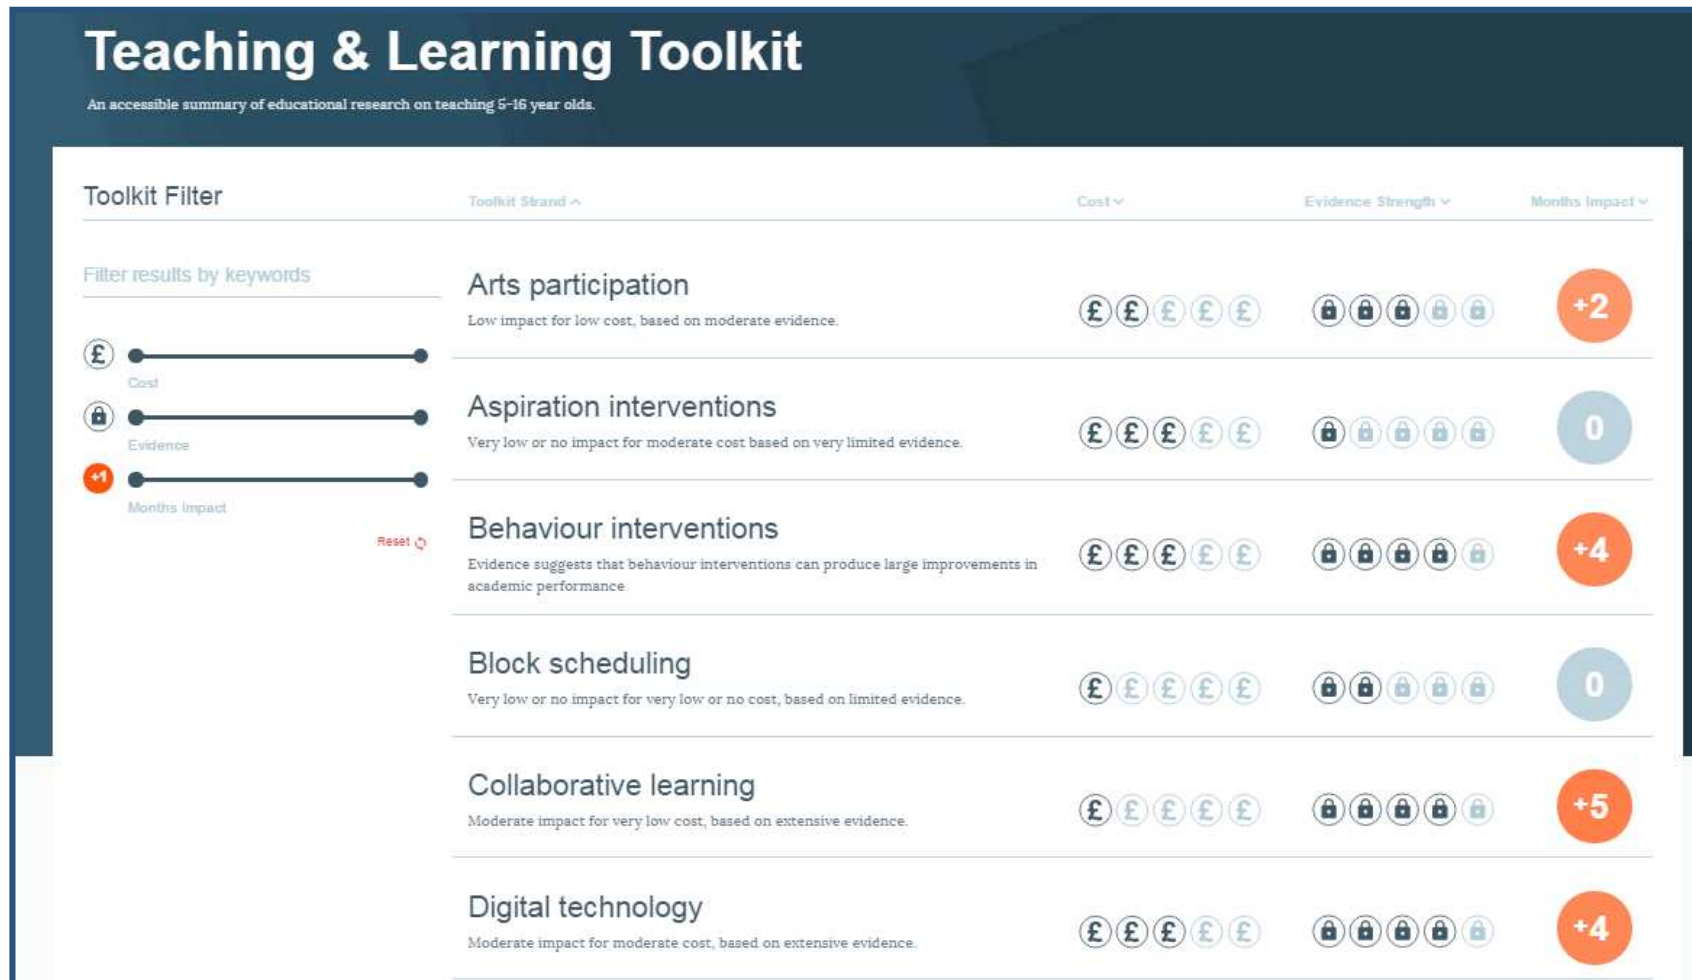 Teaching & Learning Toolkit
An accessible summary of educational research on teaching 5-16 year olds.
Toolkit Filter
Toolkit Strand
Cost
Evidence Strength
Months Impact
Filter results by keywords
£
Cost
Evidence
+1
Months Impact
Reset
Arts participation
Low impact for low cost, based on moderate evidence.
£ £ £ £ £
+2
Aspiration interventions
Very low or no impact for moderate cost based on very limited evidence.
£ £ £ £ £
0
Behaviour interventions
Evidence suggests that behaviour interventions can produce large improvements in
academic performance
£ £ £ £ £
+4
Block scheduling
Very low or no impact for very low or no cost, based on limited evidence.
£ £ £ £ £
0
Collaborative learning
Moderate impact for very low cost, based on extensive evidence.
£ £ £ £ £
+5
Digital technology
Moderate impact for moderate cost, based on extensive evidence.
£ £ £ £ £
+4